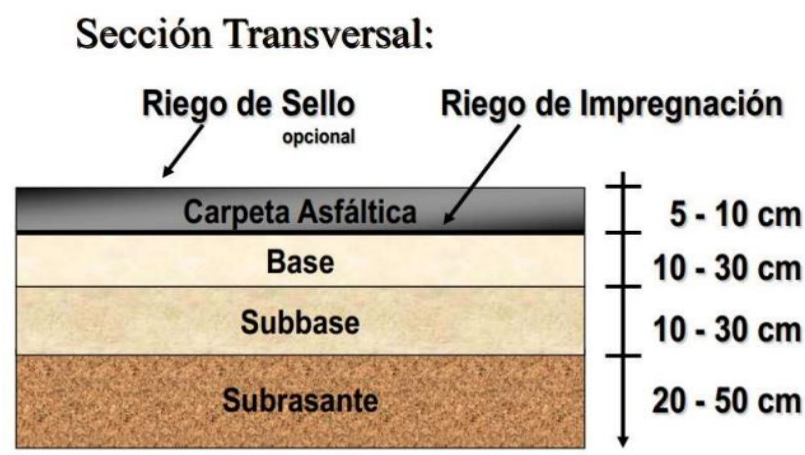 Sección Transversal:
Riego de Sello
opcional
Riego de Impregnación
Carpeta Asfáltica
5 - 10 cm
Base
10 - 30 cm
Subbase
10 - 30 cm
Subrasante
20 - 50 cm